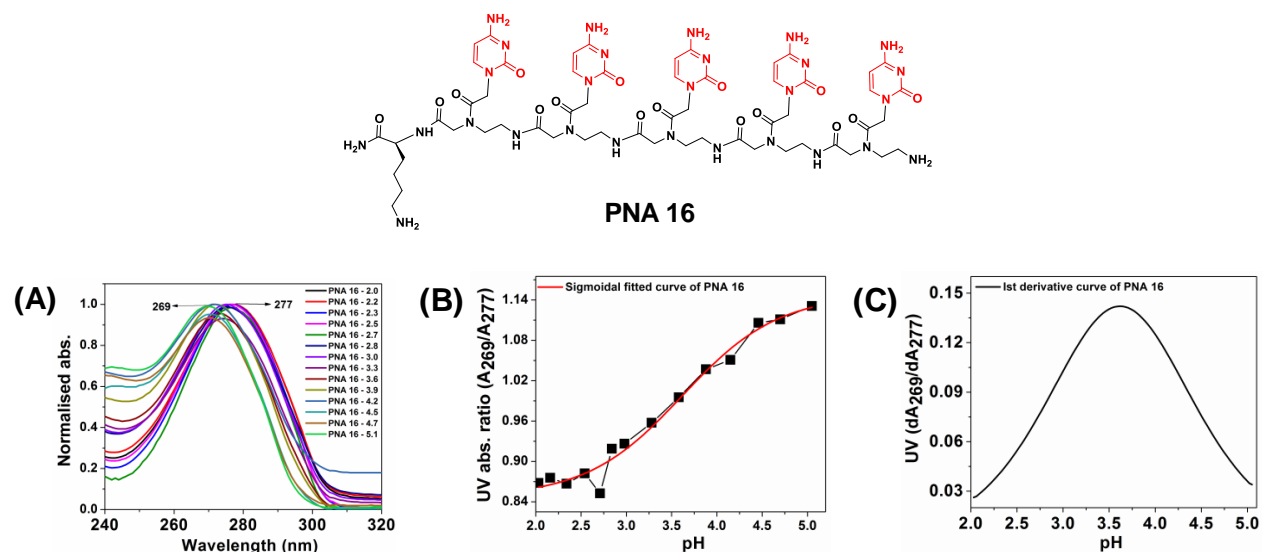 NH2 NH2 NH2 NH2 NH2
N N N N N
N O N O N O N O N O
O O O O O
O H N O N O N O N O N
H2N N N N N NH2
O H H H H
NH2
PNA 16
(A)
Normalised abs.
1.0
0.8
0.6
0.4
0.2
0.0
269
277
PNA 16 - 2.0
PNA 16 - 2.2
PNA 16 - 2.3
PNA 16 - 2.5
PNA 16 - 2.7
PNA 16 - 2.8
PNA 16 - 3.0
PNA 16 - 3.3
PNA 16 - 3.6
PNA 16 - 3.9
PNA 16 - 4.2
PNA 16 - 4.5
PNA 16 - 4.7
PNA 16 - 5.1
240 260 280 300 320
Wavelength (nm)
(B)
UV abs. ratio (A269/A277)
1.14
1.08
1.02
0.96
0.90
0.84
Sigmoidal fitted curve of PNA 16
2.0 2.5 3.0 3.5 4.0 4.5 5.0
pH
(C)
UV (dA269/dA277)
0.15
0.12
0.09
0.06
0.03
Ist derivative curve of PNA 16
2.0 2.5 3.0 3.5 4.0 4.5 5.0
pH